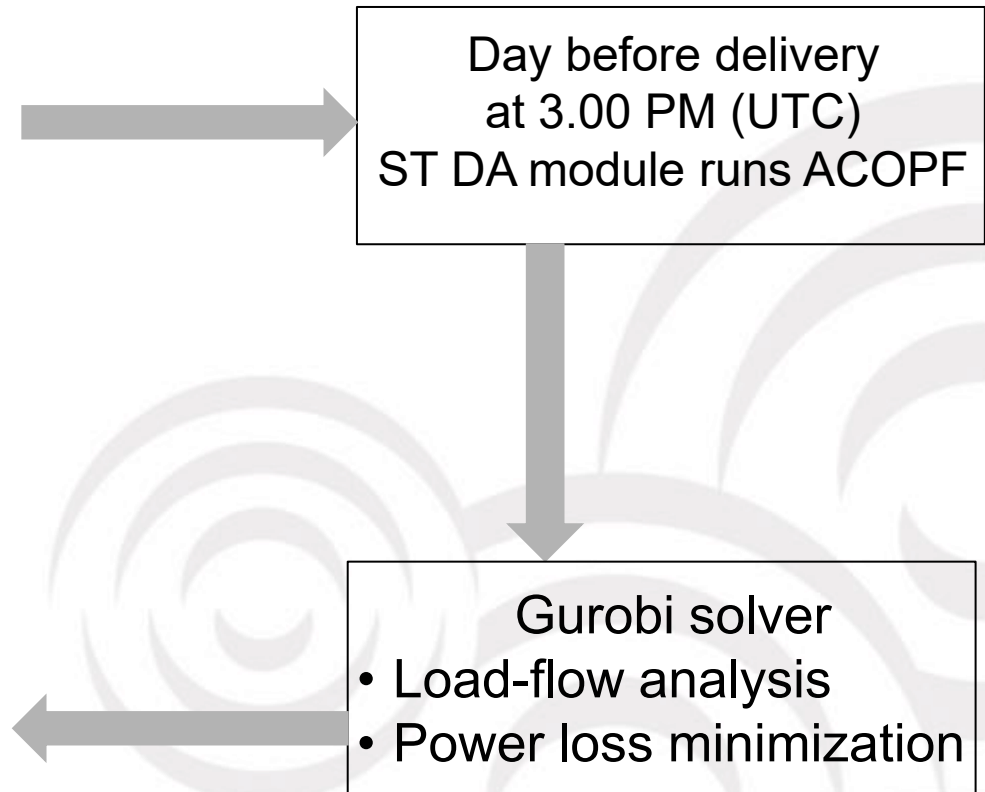 Day before delivery
at 3.00 PM (UTC)
ST DA module runs ACOPF
Gurobi solver
• Load-flow analysis
• Power loss minimization